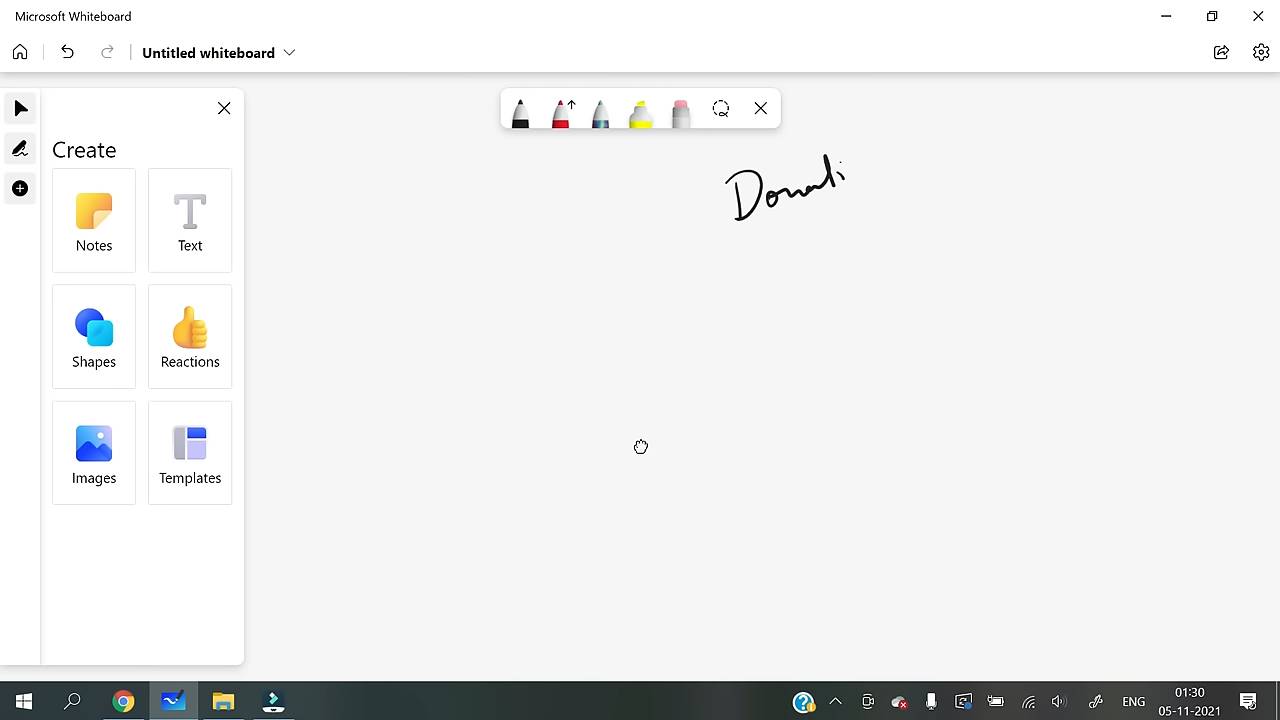 Microsoft Whiteboard
Untitled whiteboard
Create
Notes
Text
Shapes
Reactions
Images
Templates
ENG
01:30
05-11-2021